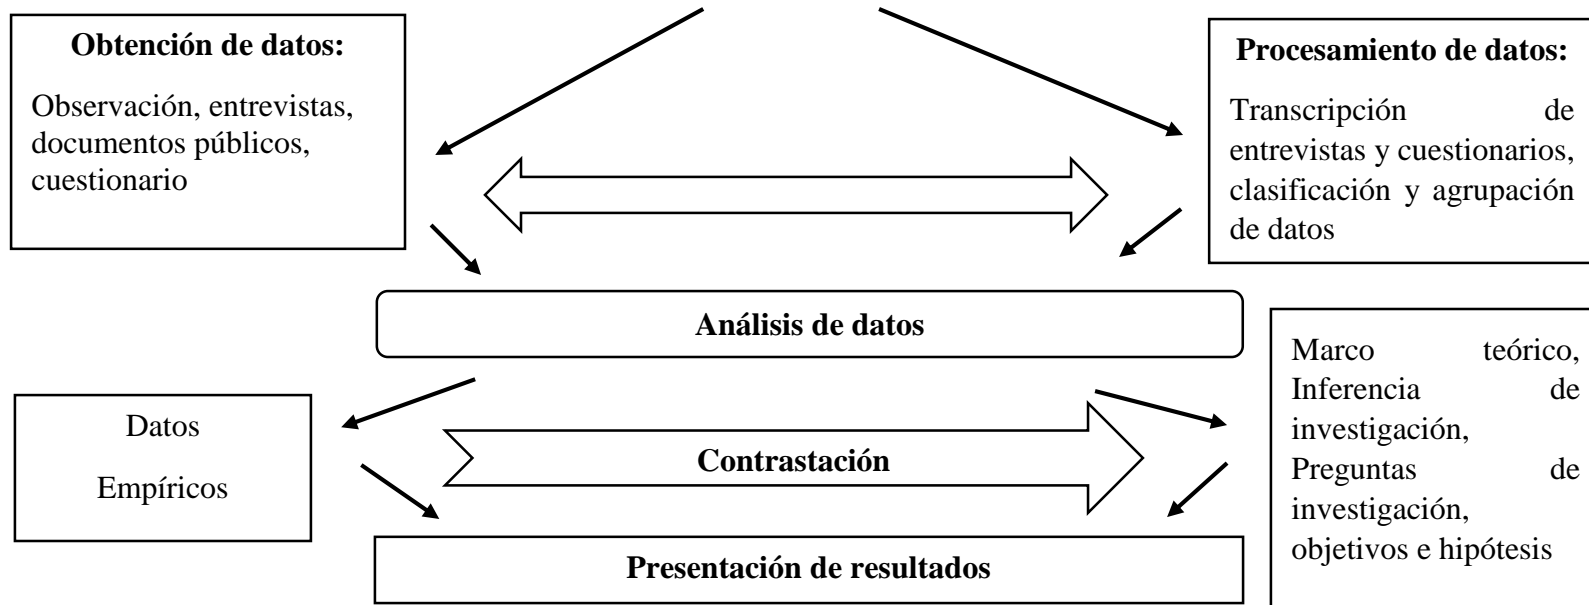 Obtención de datos:
Observación, entrevistas,
documentos públicos,
cuestionario
Procesamiento de datos:
Transcripción de
entrevistas y cuestionarios,
clasificación y agrupación
de datos
Análisis de datos
Datos
Empíricos
Contrastación
Marco teórico,
Inferencia de
investigación,
Preguntas de
investigación,
objetivos e hipótesis
Presentación de resultados